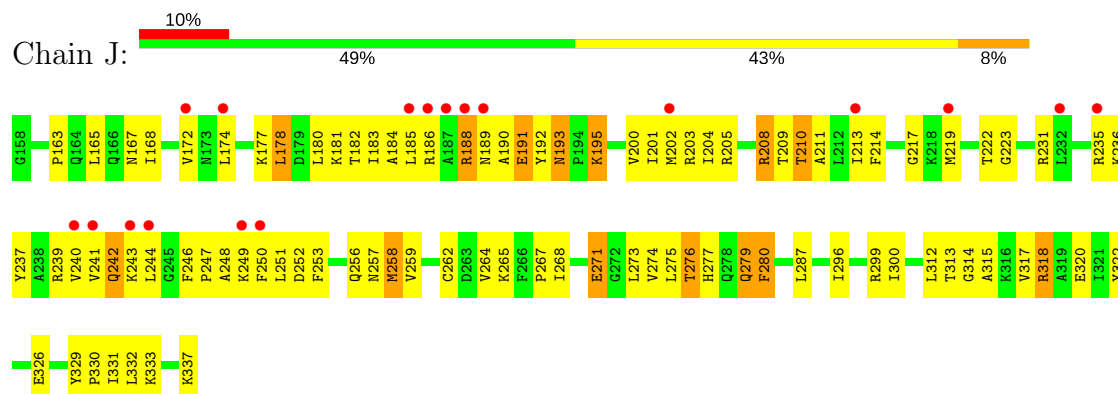 10%
Chain J:
49% 43% 8%
G158 P163 Q164 L165 Q166 N167 I168 V172 N173 L174 K177 L178 D179 L180 K181 T182 I183 A184 L185 R186 A187 R188 N189 A190 E191 Y192 N193 P194 K195 V200 I201 M202 R203 I204 R205 R208 T209 T210 A211 L212 I213 F214 G217 K218 M219 T222 G223 R231 L232 R235
Y237 A238 R239 V240 V241 Q242 K243 L244 G245 F246 P247 A248 K249 F250 L251 D252 F253 Q256 N257 M258 V259 C262 D263 V264 K265 F266 P267 I268 E271 G272 L273 V274 L275 T276 H277 Q278 Q279 F280 L287 I296 R299 I300 L312 T313 G314 A315 K316 V317 R318 A319 E320 I321
E326 Y329 P330 I331 L332 K333 K337